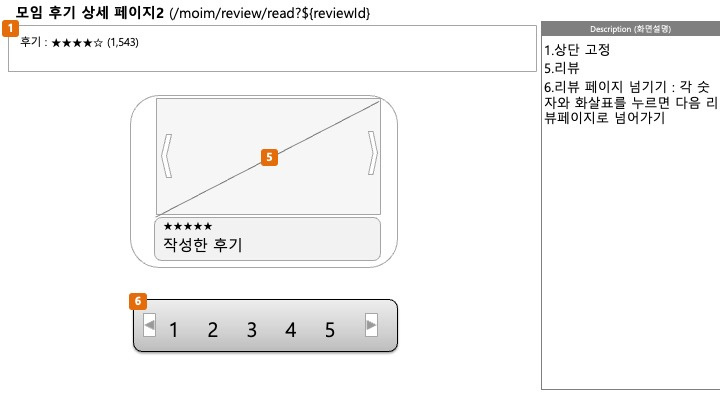 모임 후기 상세 페이지2 (/moim/review/read?${reviewId}
1
후기 : ★★★★☆ (1,543)
5
★★★★★
작성한 후기
6
◀ 1 2 3 4 5 ▶
Description (화면설명)
1.상단 고정
5.리뷰
6.리뷰 페이지 넘기기 : 각 숫
자와 화살표를 누르면 다음 리
뷰페이지로 넘어가기